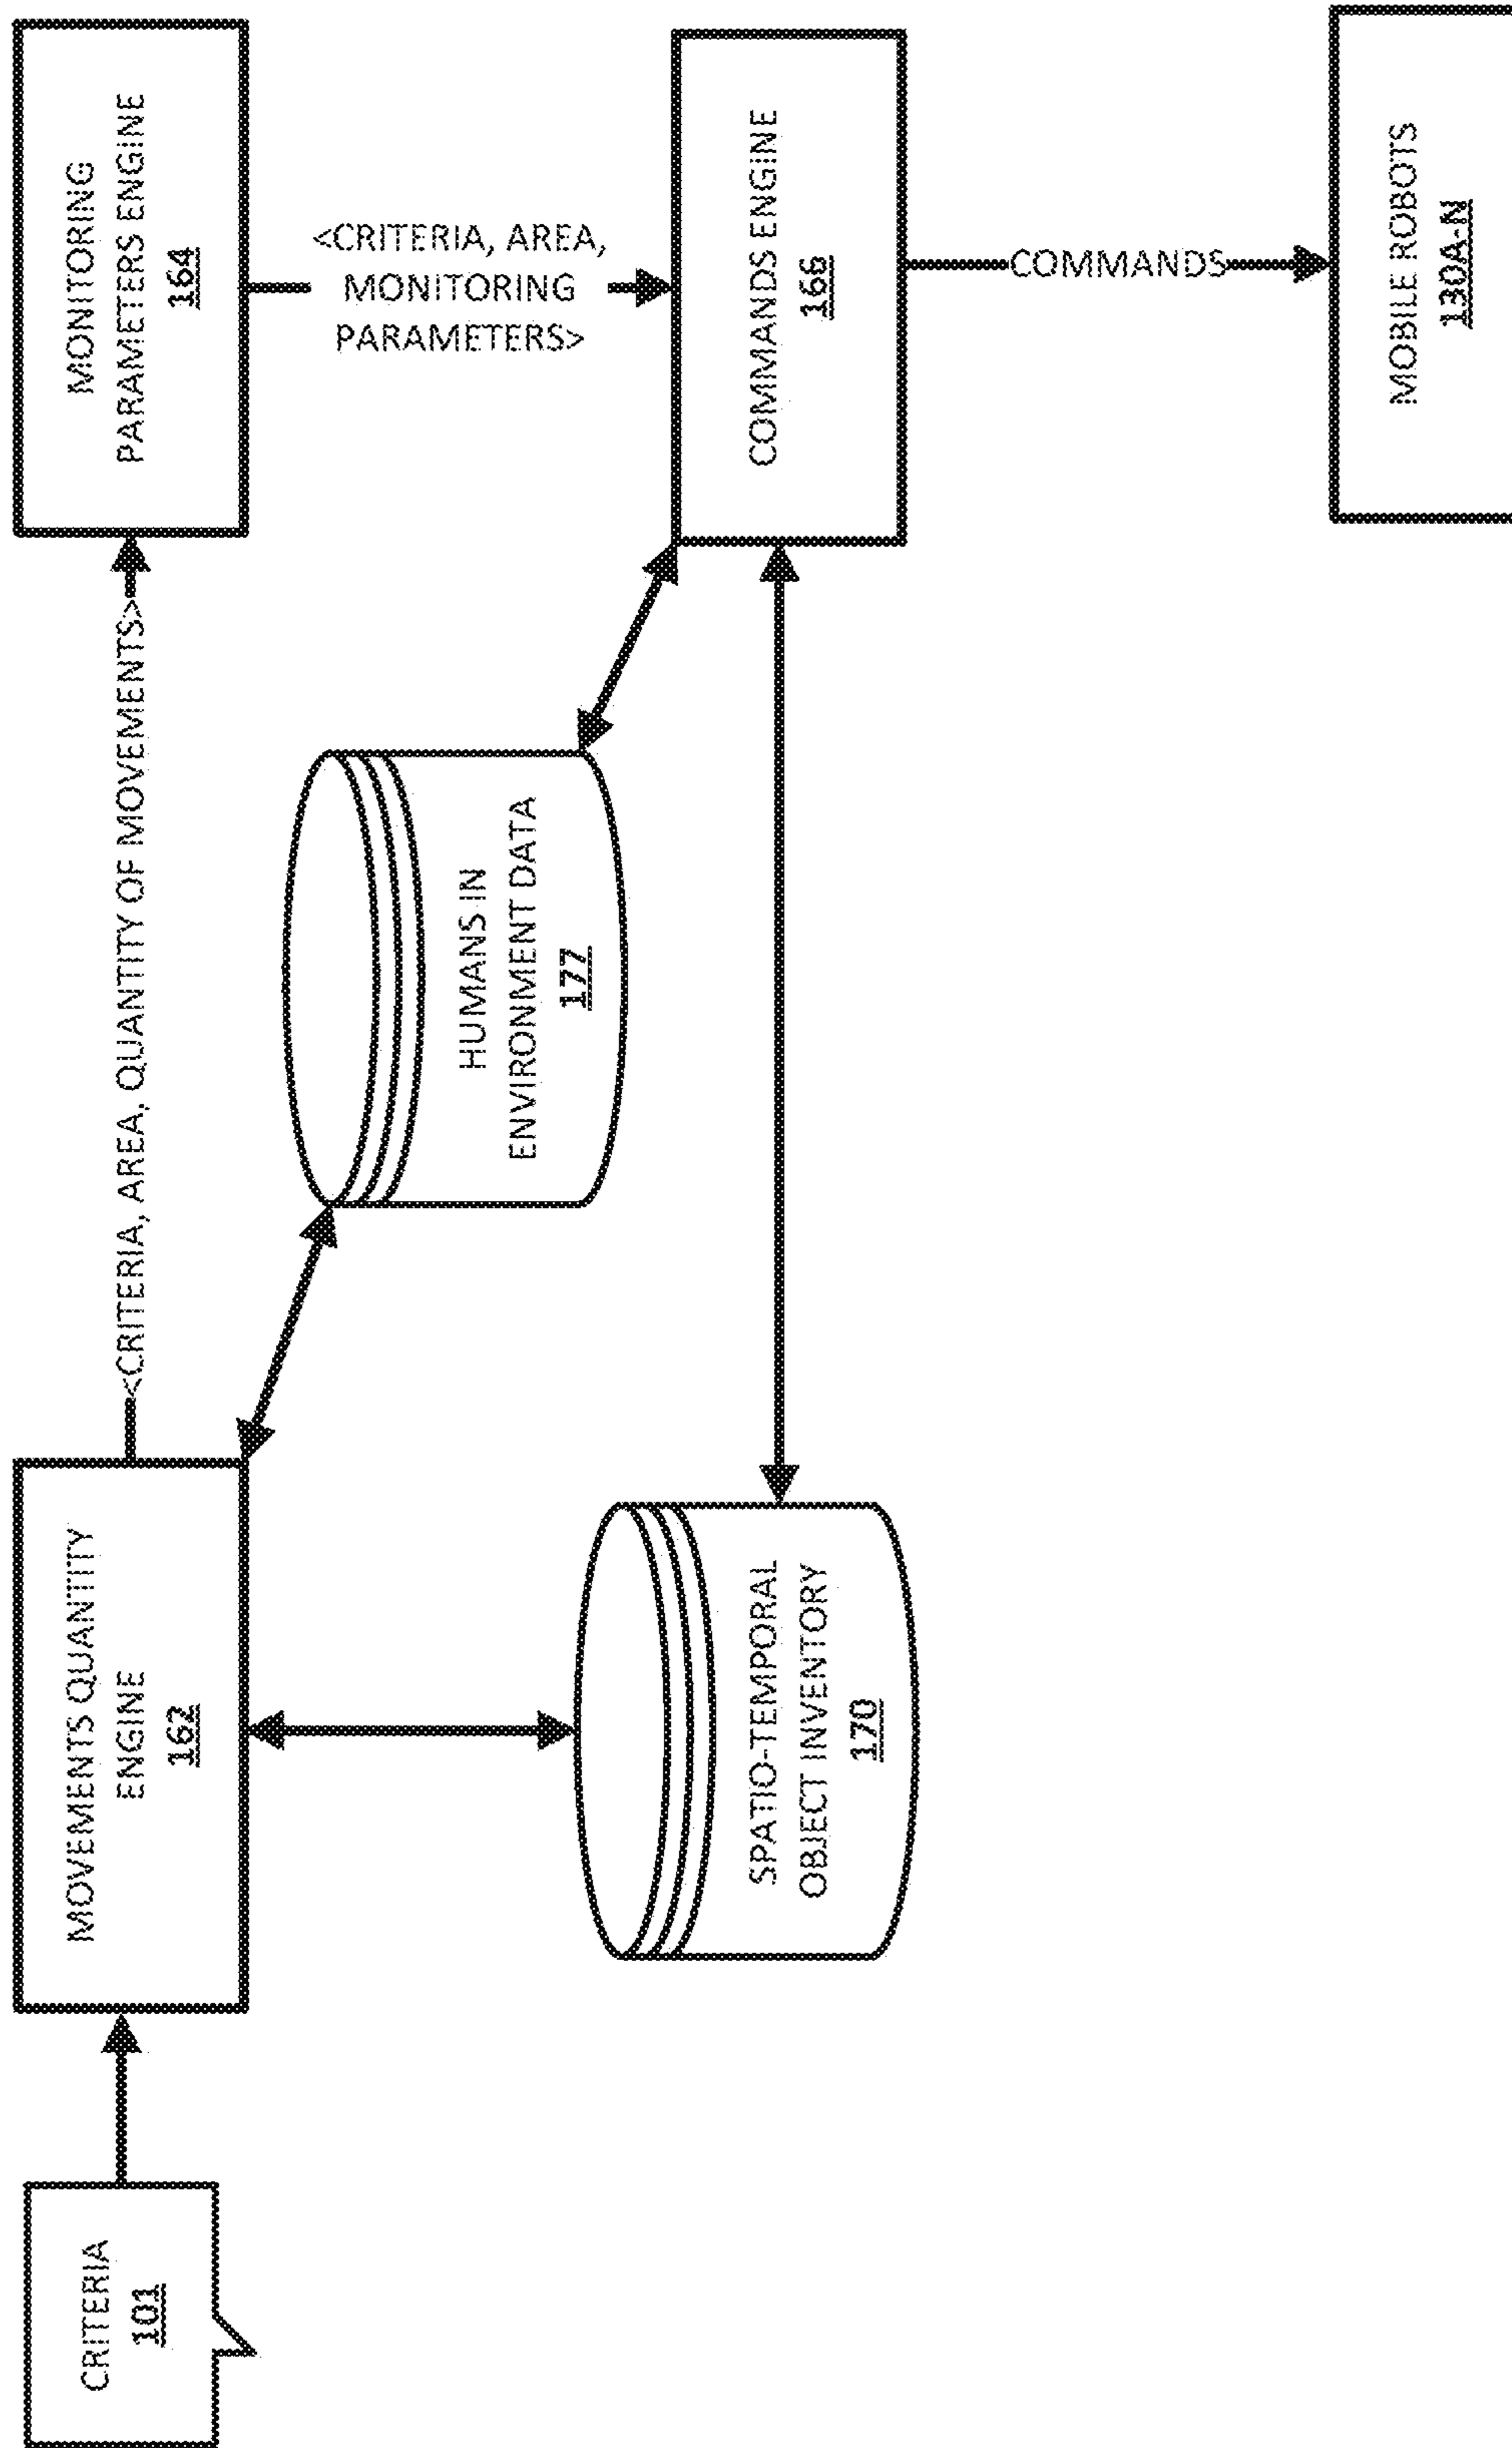 CRITERIA
101
MOVEMENTS QUANTITY
ENGINE
162
<CRITERIA, AREA, QUANTITY OF MOVEMENTS>
MONITORING
PARAMETERS ENGINE
164
<CRITERIA, AREA,
MONITORING
PARAMETERS>
HUMANS IN
ENVIRONMENT DATA
177
SPATIO-TEMPORAL
OBJECT INVENTORY
170
COMMANDS ENGINE
166
COMMANDS
MOBILE ROBOTS
130A-N